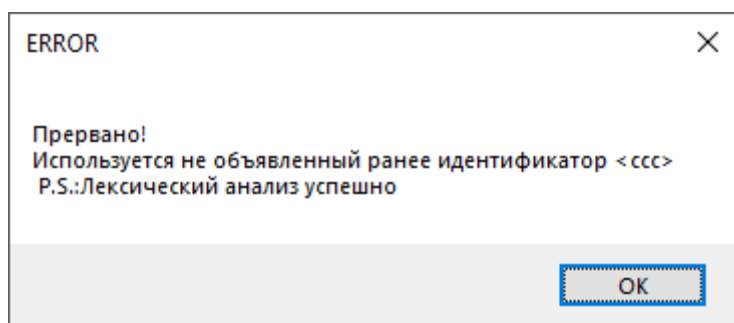 ERROR
Прервано!
Используется не объявленный ранее идентификатор <ccc>
P.S.:Лексический анализ успешно
OK